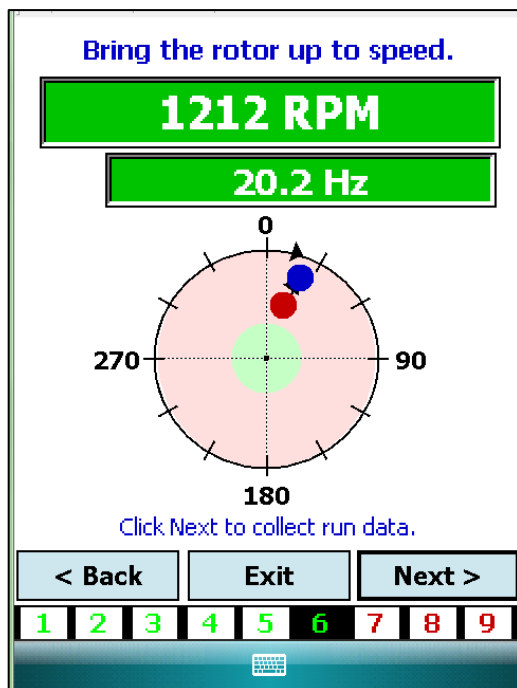 Bring the rotor up to speed.
1212 RPM
20.2 Hz
0
270
90
180
Click Next to collect run data.
< Back Exit Next >
1 2 3 4 5 6 7 8 9